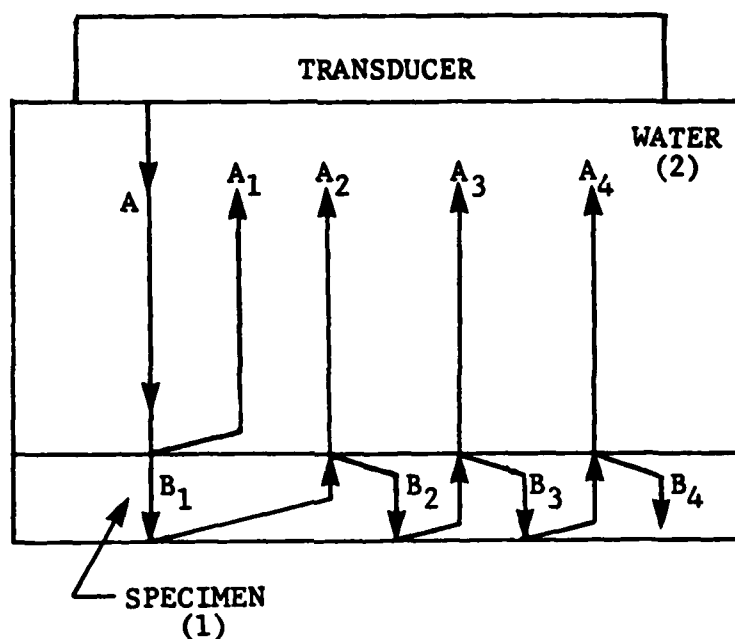 TRANSDUCER
WATER
(2)
A
A1
A2
A3
A4
B1
B2
B3
B4
SPECIMEN
(1)